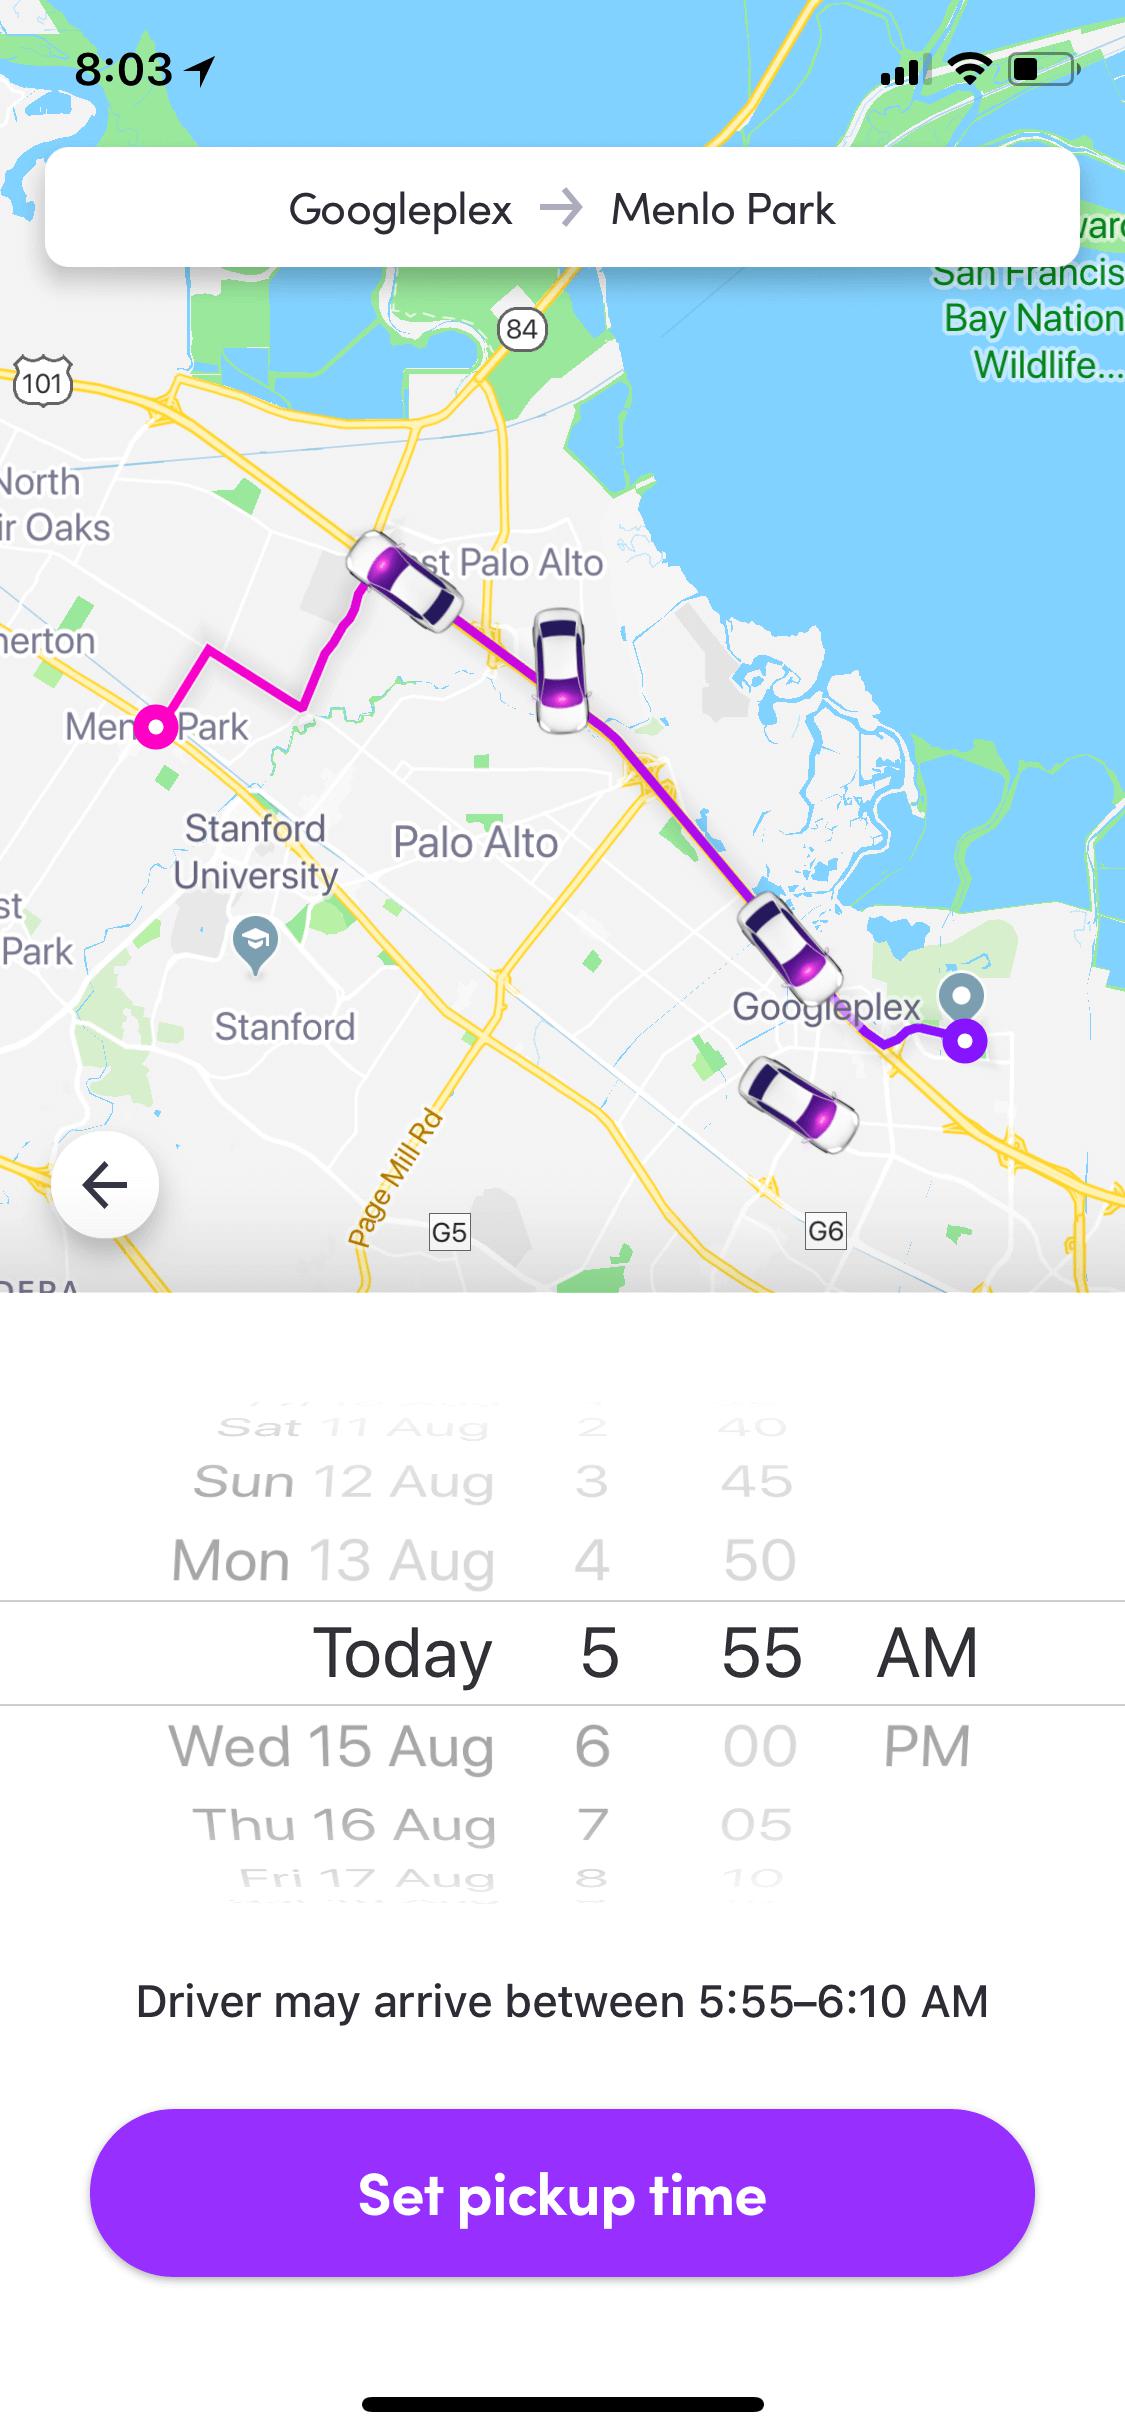 8:03
Googleplex → Menlo Park
San Francis
Bay Nation
Wildlife...
84
101
North
ir Oaks
st Palo Alto
nerton
Men Park
Stanford
University
Palo Alto
st
Park
Stanford
Googleplex
Page Mill Rd
G5
G6
Sat 11 Aug 2 40
Sun 12 Aug 3 45
Mon 13 Aug 4 50
Today 5 55 AM
Wed 15 Aug 6 00 PM
Thu 16 Aug 7 05
Fri 17 Aug 8 10
Driver may arrive between 5:55–6:10 AM
Set pickup time